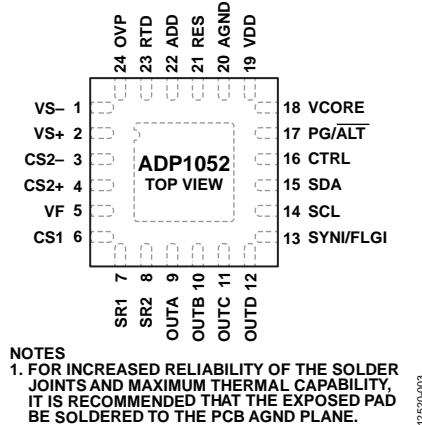 24 OVP
23 RTD
22 ADD
21 RES
20 AGND
19 VDD
VS– 1
VS+ 2
CS2– 3
CS2+ 4
VF 5
CS1 6
ADP1052
TOP VIEW
18 VCORE
17 PG/ALT
16 CTRL
15 SDA
14 SCL
13 SYNI/FLGI
SR1 7
SR2 8
OUTA 9
OUTB 10
OUTC 11
OUTD 12
NOTES
1. FOR INCREASED RELIABILITY OF THE SOLDER
JOINTS AND MAXIMUM THERMAL CAPABILITY,
IT IS RECOMMENDED THAT THE EXPOSED PAD
BE SOLDERED TO THE PCB AGND PLANE.
12520-003